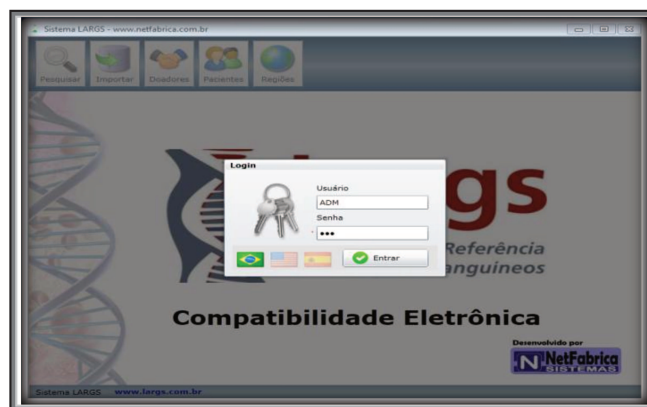 Sistema LARGS - www.netfabrica.com.br
Pesquisar Importar Doadores Pacientes Regiões
Login
Usuário
ADM
Senha
•••
Entrar
gs
Referência
anguíneos
Compatibilidade Eletrônica
Desenvolvido por
N NetFabrica
SISTEMAS
Sistema LARGS www.largs.com.br